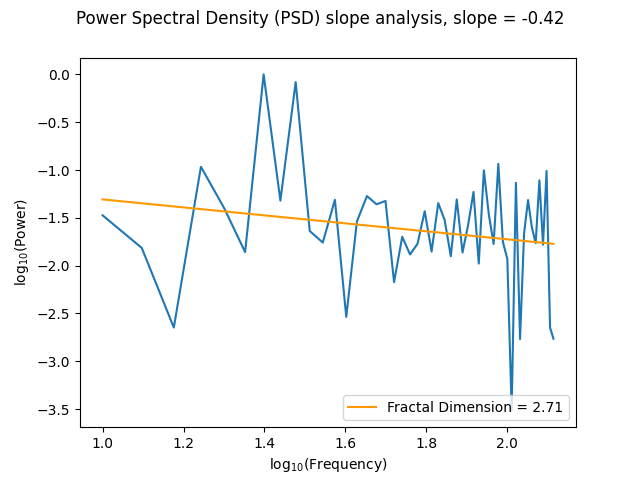 Power Spectral Density (PSD) slope analysis, slope = -0.42
0.0
−0.5
−1.0
−1.5
−2.0
−2.5
−3.0
−3.5
log₁₀(Power)
Fractal Dimension = 2.71
1.0 1.2 1.4 1.6 1.8 2.0
log₁₀(Frequency)